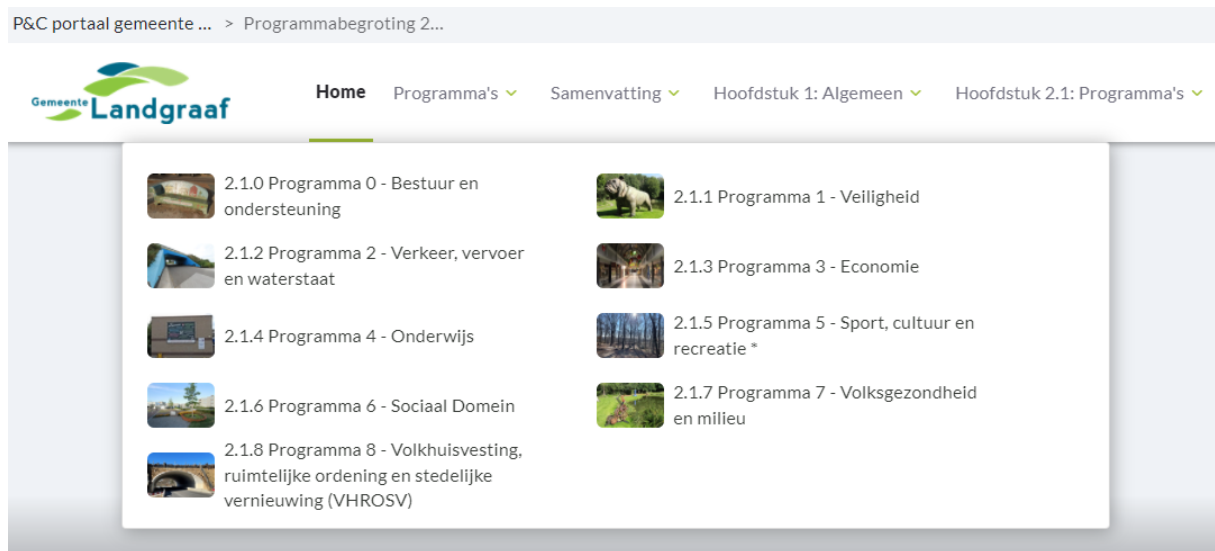 P&C portaal gemeente ... > Programmabegroting 2...
Gemeente Landgraaf
Home Programma's Samenvatting Hoofdstuk 1: Algemeen Hoofdstuk 2.1: Programma's
2.1.0 Programma 0 - Bestuur en
ondersteuning
2.1.1 Programma 1 - Veiligheid
2.1.2 Programma 2 - Verkeer, vervoer
en waterstaat
2.1.3 Programma 3 - Economie
2.1.4 Programma 4 - Onderwijs
2.1.5 Programma 5 - Sport, cultuur en
recreatie *
2.1.6 Programma 6 - Sociaal Domein
2.1.7 Programma 7 - Volksgezondheid
en milieu
2.1.8 Programma 8 - Volkhuisvesting,
ruimtelijke ordening en stedelijke
vernieuwing (VHROSV)